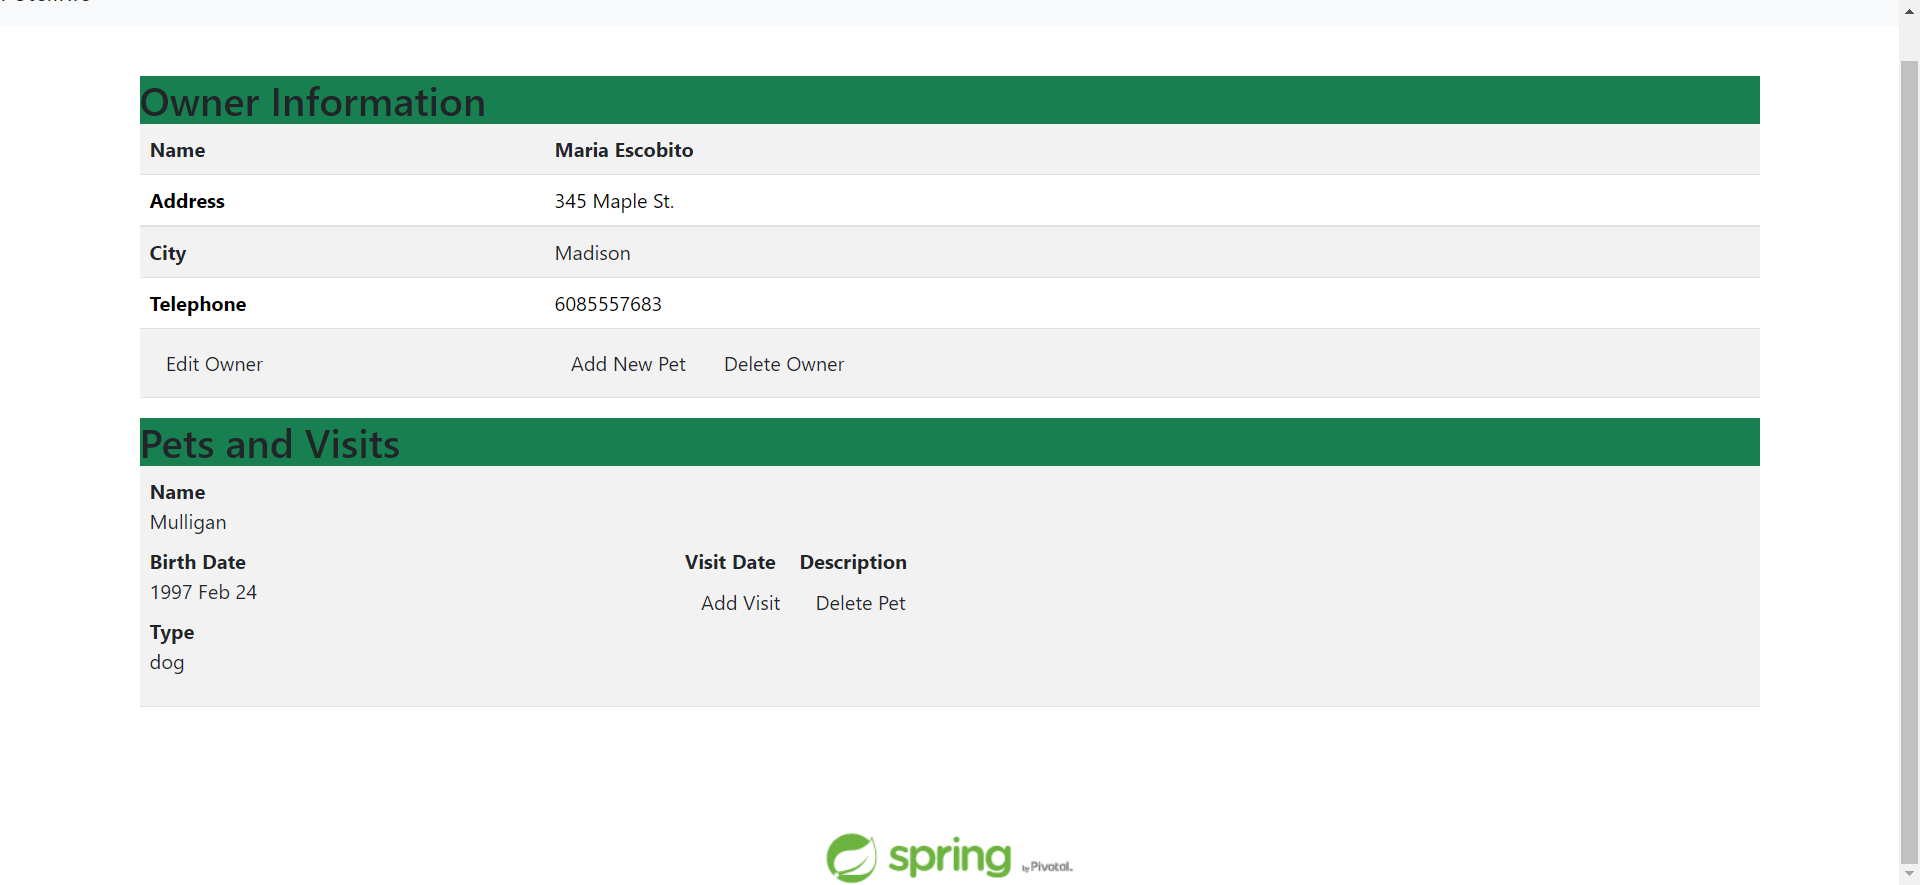 Owner Information
Name Maria Escobito
Address 345 Maple St.
City Madison
Telephone 6085557683
Edit Owner Add New Pet Delete Owner
Pets and Visits
Name
Mulligan
Birth Date Visit Date Description
1997 Feb 24
Add Visit Delete Pet
Type
dog
spring by Pivotal.